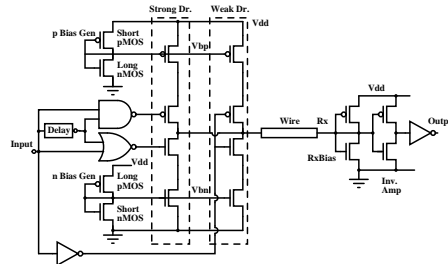 Strong Dr. Weak Dr.
Vdd
p Bias Gen
Short
pMOS
Vbpl
Long
nMOS
Delay
Input
Vdd
n Bias Gen
Long
pMOS
Short
nMOS
Vbnl
Wire
Rx
RxBias
Vdd
Inv.
Amp
Outp